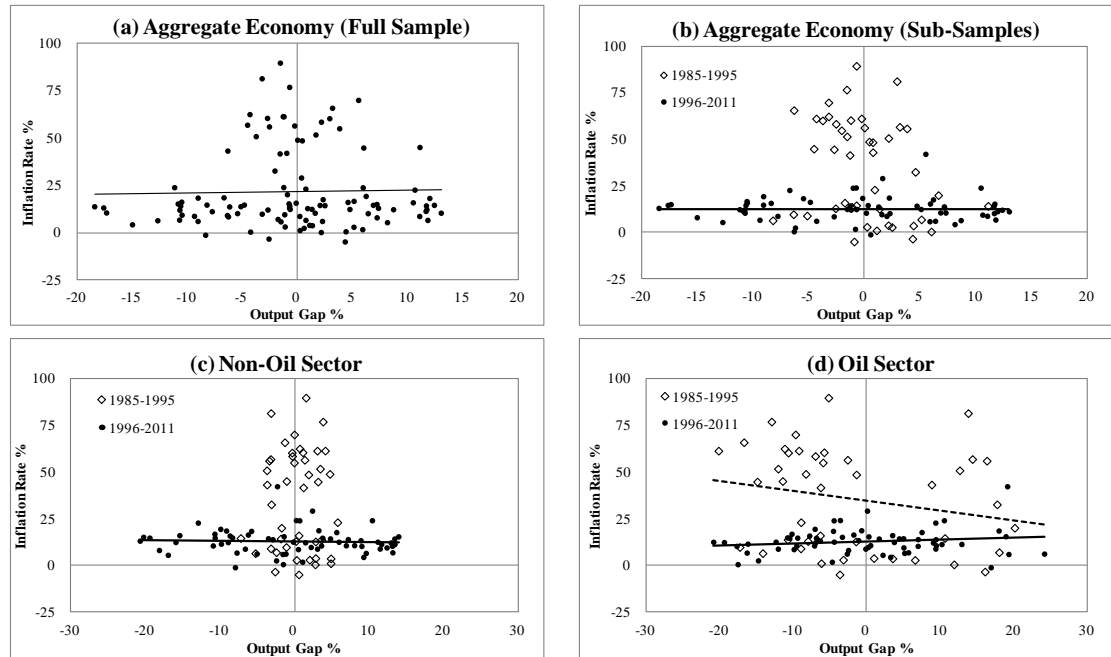 (a) Aggregate Economy (Full Sample)
Inflation Rate %
100
75
50
25
0
-25
-20 -15 -10 -5 0 5 10 15 20
Output Gap %
(b) Aggregate Economy (Sub-Samples)
1985-1995
1996-2011
Inflation Rate %
100
75
50
25
0
-25
-20 -15 -10 -5 0 5 10 15 20
Output Gap %
(c) Non-Oil Sector
1985-1995
1996-2011
Inflation Rate %
100
75
50
25
0
-25
-30 -20 -10 0 10 20 30
Output Gap %
(d) Oil Sector
1985-1995
1996-2011
Inflation Rate %
100
75
50
25
0
-25
-30 -20 -10 0 10 20 30
Output Gap %